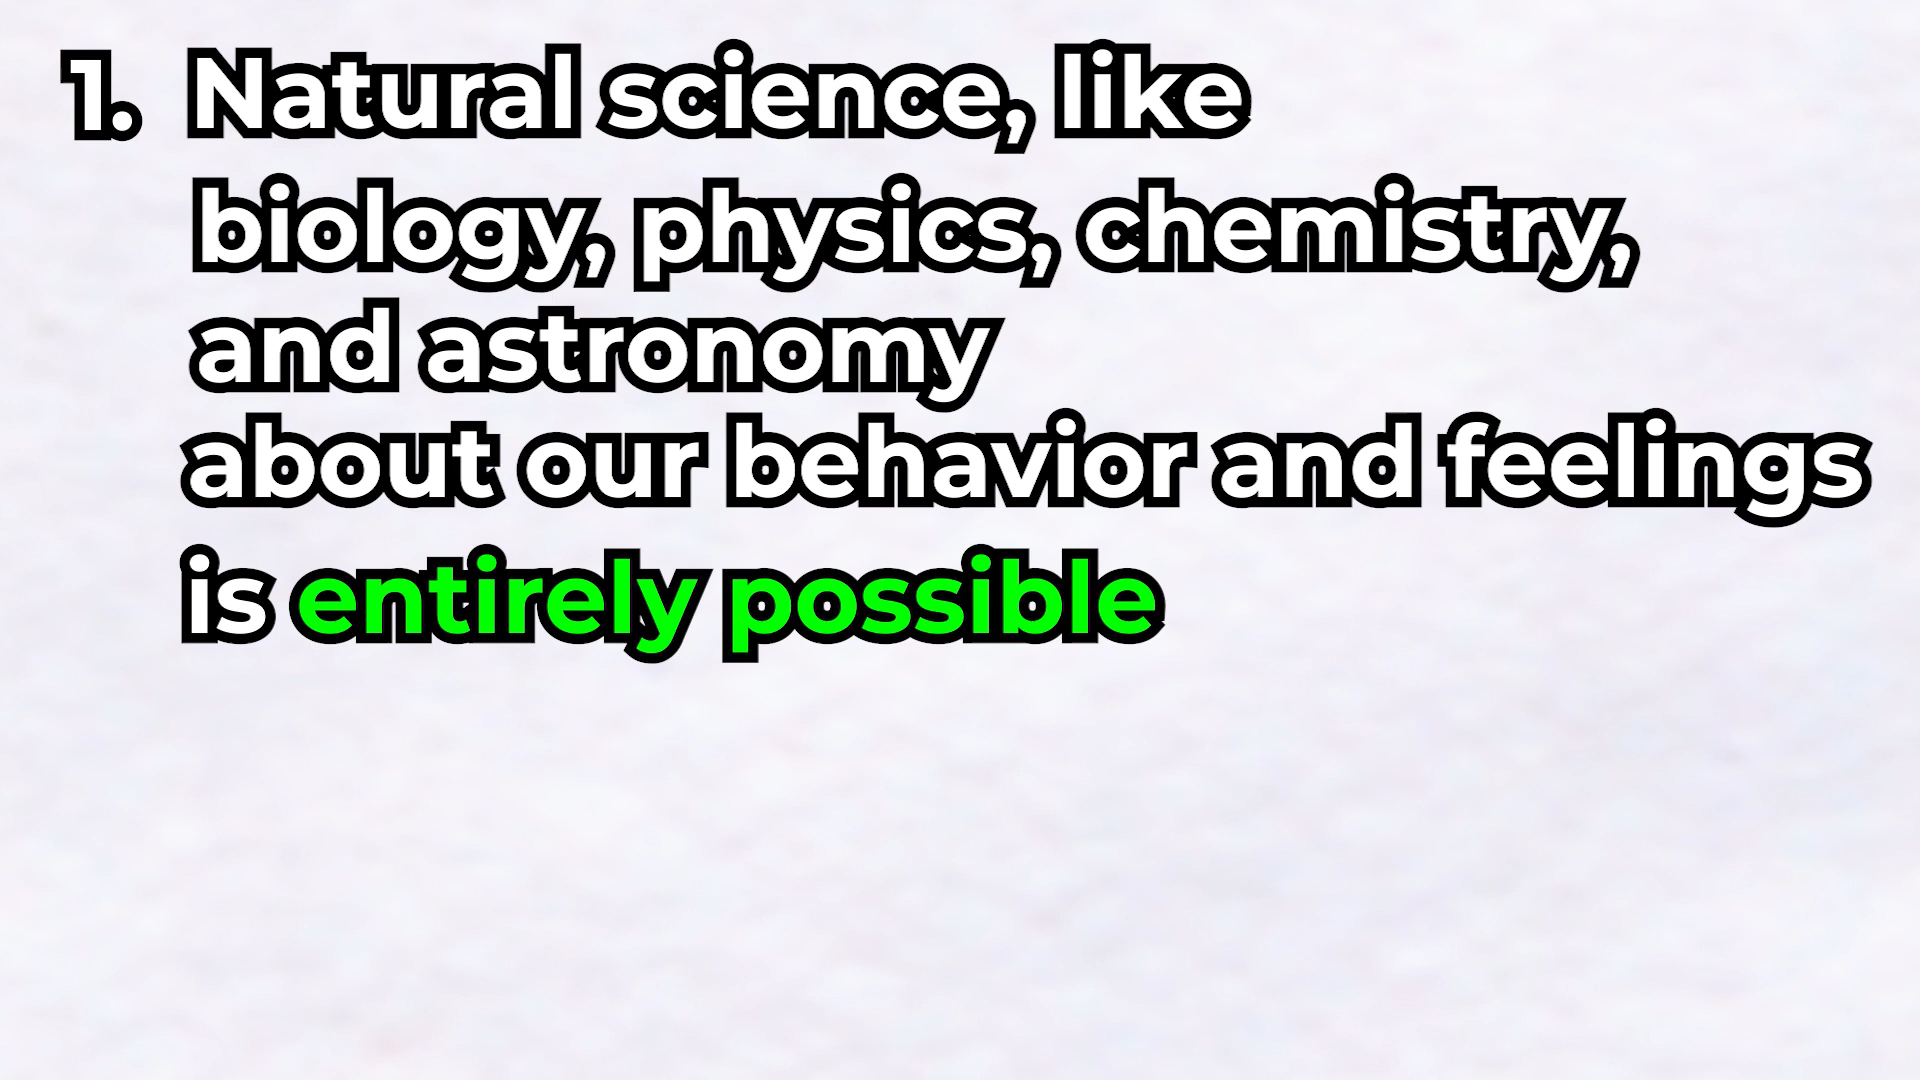 1. Natural science, like
biology, physics, chemistry,
and astronomy
about our behavior and feelings
is entirely possible